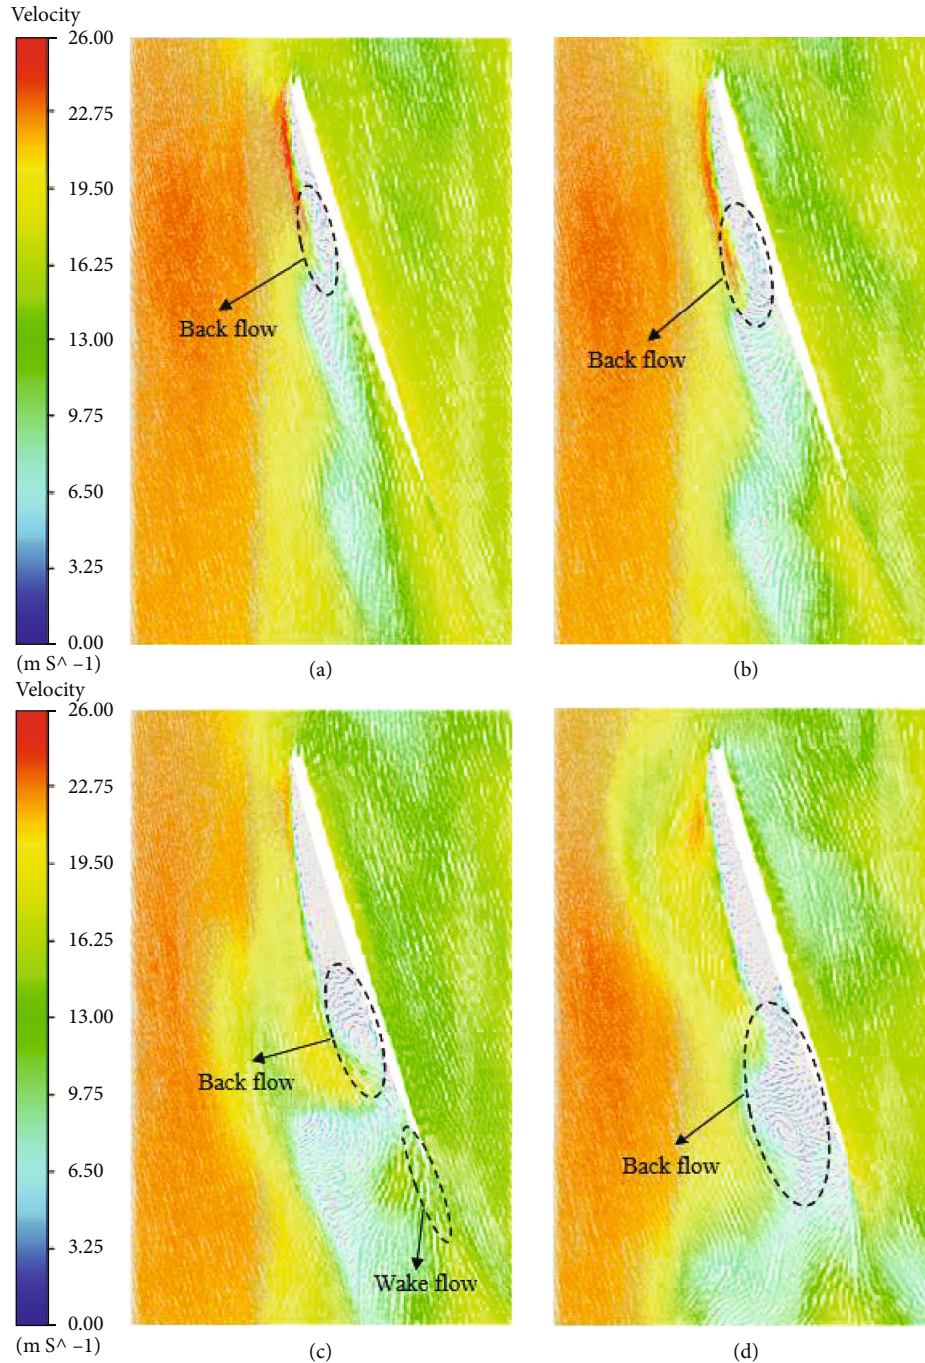 Velocity
26.00
22.75
19.50
16.25
13.00
9.75
6.50
3.25
0.00
(m S^ –1)
Back flow
(a)
Back flow
(b)
Velocity
26.00
22.75
19.50
16.25
13.00
9.75
6.50
3.25
0.00
(m S^ –1)
Back flow
Wake flow
(c)
Back flow
(d)